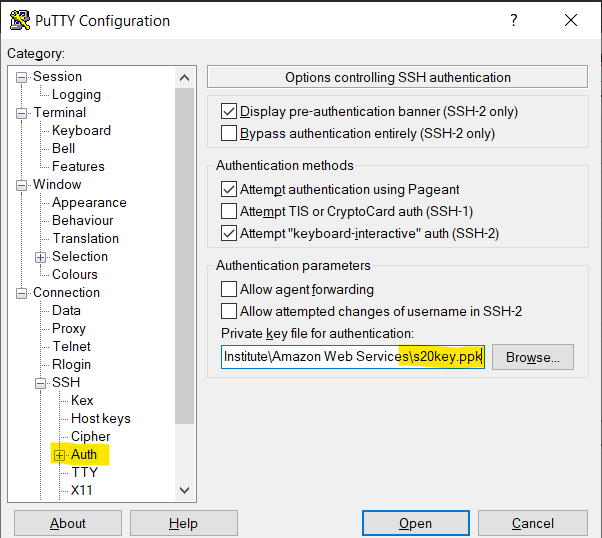 PuTTY Configuration
?
Category:
Session
Logging
Terminal
Keyboard
Bell
Features
Window
Appearance
Behaviour
Translation
Selection
Colours
Connection
Data
Proxy
Telnet
Rlogin
SSH
Kex
Host keys
Cipher
Auth
TTY
X11
Options controlling SSH authentication
Display pre-authentication banner (SSH-2 only)
Bypass authentication entirely (SSH-2 only)
Authentication methods
Attempt authentication using Pageant
Attempt TIS or CryptoCard auth (SSH-1)
Attempt "keyboard-interactive" auth (SSH-2)
Authentication parameters
Allow agent forwarding
Allow attempted changes of username in SSH-2
Private key file for authentication:
Institute\Amazon Web Services\s20key.ppk
Browse...
About
Help
Open
Cancel